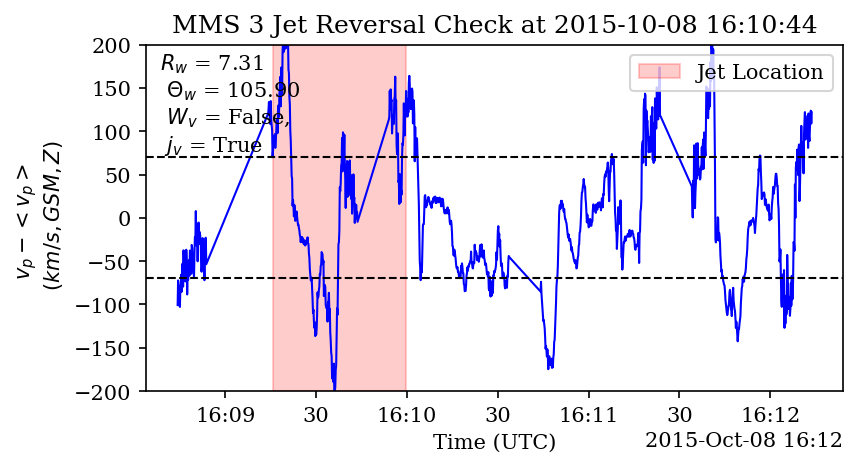 MMS 3 Jet Reversal Check at 2015-10-08 16:10:44
R_w = 7.31
Θ_w = 105.90
W_v = False,
j_v = True
Jet Location
v_p − < v_p >
(km/s, GSM, Z)
200
150
100
50
0
−50
−100
−150
−200
16:09 30 16:10 30 16:11 30 16:12
Time (UTC)
2015-Oct-08 16:12